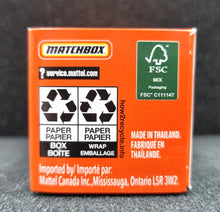 MATCHBOX
service.mattel.com
FSC
MIX
Packaging
FSC® C111147
how2recycle.info
PAPER
PAPIER
BOX
BOÎTE
PAPER
PAPIER
WRAP
EMBALLAGE
MADE IN THAILAND.
FABRIQUÉ EN
THAÏLANDE.
Imported by/Importé par:
Mattel Canada Inc., Mississauga, Ontario L5R 3W2.